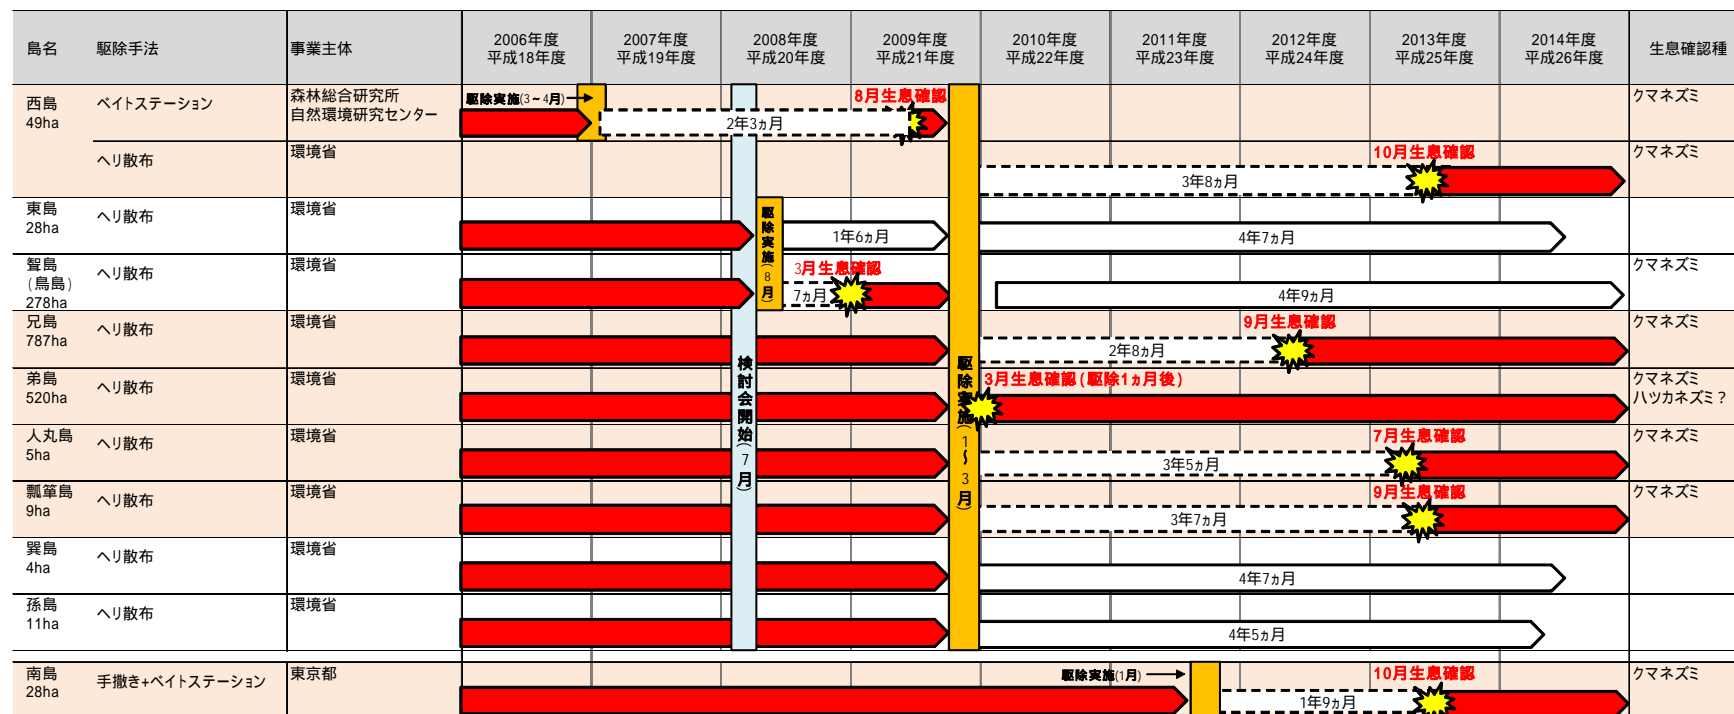 島名 駆除手法 事業主体 2006年度 2007年度 2008年度 2009年度 2010年度 2011年度 2012年度 2013年度 2014年度 生息確認種
平成18年度 平成19年度 平成20年度 平成21年度 平成22年度 平成23年度 平成24年度 平成25年度 平成26年度
西島 ベイトステーション 森林総合研究所 駆除実施(3~4月) 8月生息確認 クマネズミ
49ha 自然環境研究センター 2年3ヵ月
ヘリ散布 環境省 10月生息確認 クマネズミ
3年8ヵ月
東島 ヘリ散布 環境省
28ha 1年6ヵ月 4年7ヵ月
駆除実施(8月)
聟島 ヘリ散布 環境省 3月生息確認 クマネズミ
(鳥島)
278ha 7ヵ月 4年9ヵ月
兄島 ヘリ散布 環境省 9月生息確認 クマネズミ
787ha 2年8ヵ月
検討会開始(7月)
駆除実施(1~3月)
弟島 ヘリ散布 環境省 3月生息確認(駆除1ヵ月後) クマネズミ
520ha ハツカネズミ?
人丸島 ヘリ散布 環境省 7月生息確認 クマネズミ
5ha 3年5ヵ月
瓢箪島 ヘリ散布 環境省 9月生息確認 クマネズミ
9ha 3年7ヵ月
巽島 ヘリ散布 環境省
4ha 4年7ヵ月
孫島 ヘリ散布 環境省
11ha 4年5ヵ月
南島 手撒き+ベイトステーション 東京都 駆除実施(1月) 10月生息確認 クマネズミ
28ha 1年9ヵ月